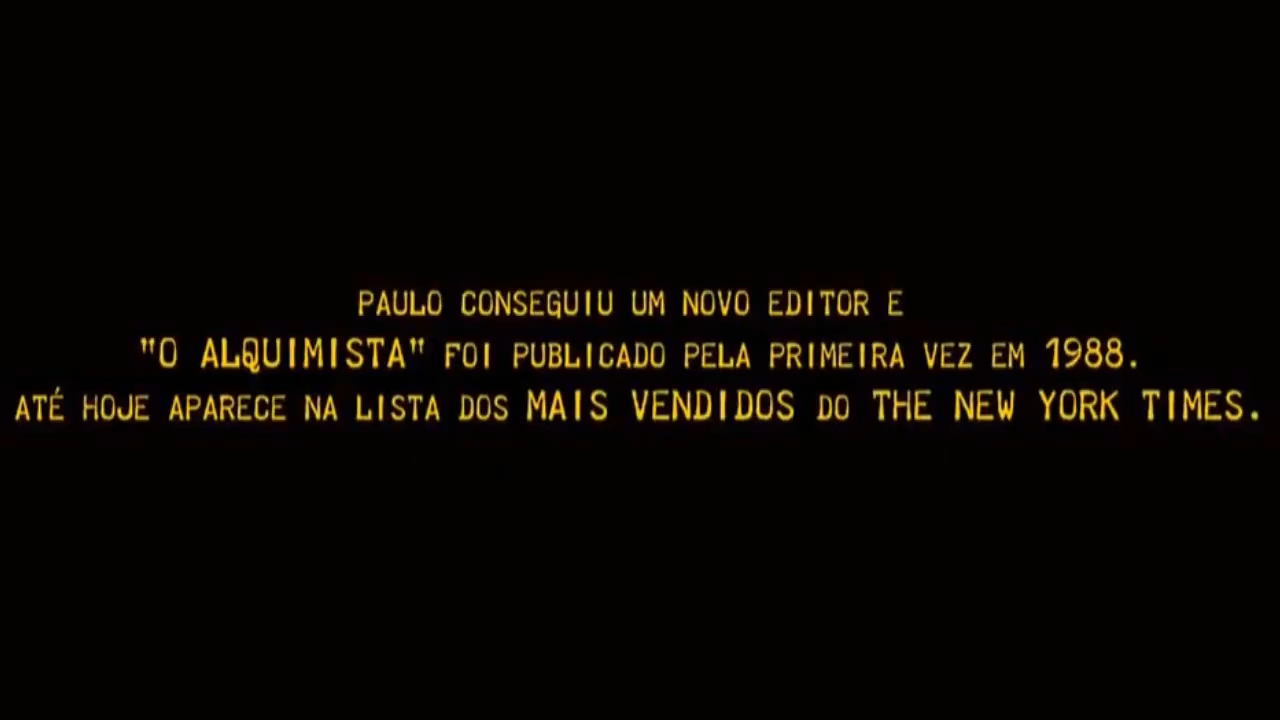 PAULO CONSEGUIU UM NOVO EDITOR E
"O ALQUIMISTA" FOI PUBLICADO PELA PRIMEIRA VEZ EM 1988.
ATÉ HOJE APARECE NA LISTA DOS MAIS VENDIDOS DO THE NEW YORK TIMES.